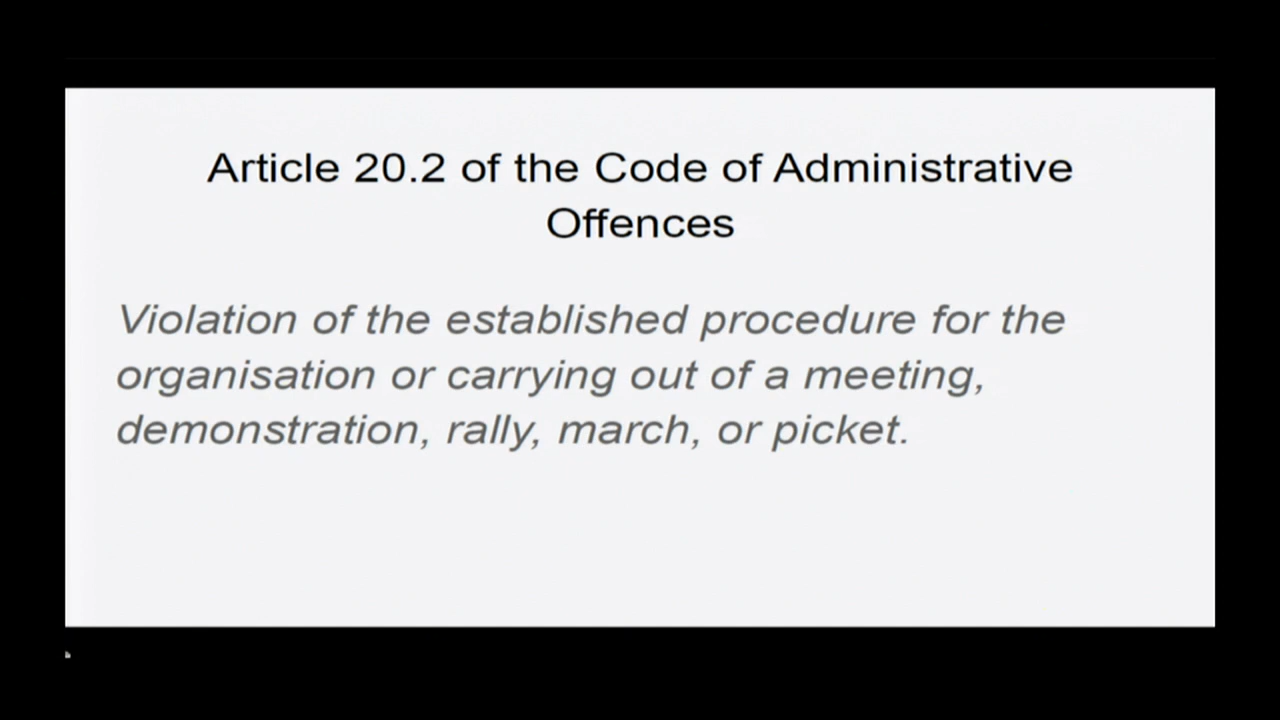 Article 20.2 of the Code of Administrative
Offences
Violation of the established procedure for the
organisation or carrying out of a meeting,
demonstration, rally, march, or picket.